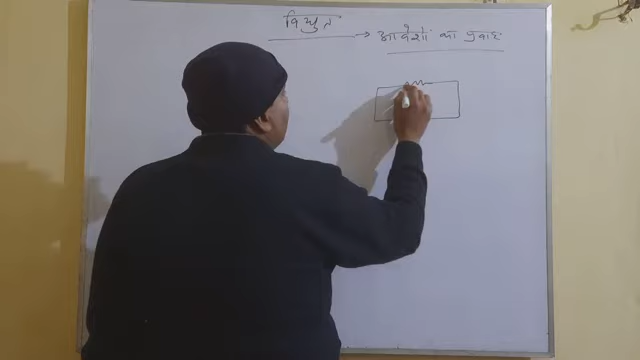 विद्युत
→ आवेशों का प्रवाह